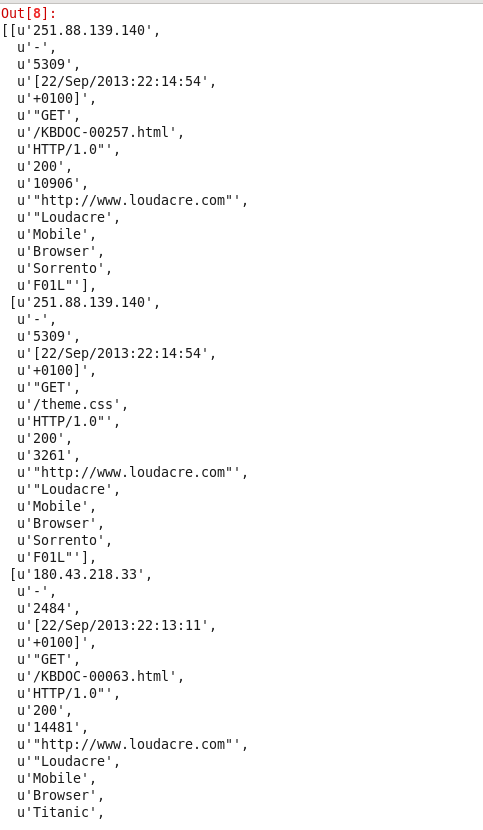 Out[8]:
[[u'251.88.139.140',
u'-',
u'5309',
u'[22/Sep/2013:22:14:54',
u'+0100]',
u'"GET',
u'/KBDOC-00257.html',
u'HTTP/1.0"',
u'200',
u'10906',
u'"http://www.loudacre.com"',
u'"Loudacre',
u'Mobile',
u'Browser',
u'Sorrento',
u'F01L"'],
[u'251.88.139.140',
u'-',
u'5309',
u'[22/Sep/2013:22:14:54',
u'+0100]',
u'"GET',
u'/theme.css',
u'HTTP/1.0"',
u'200',
u'3261',
u'"http://www.loudacre.com"',
u'"Loudacre',
u'Mobile',
u'Browser',
u'Sorrento',
u'F01L"'],
[u'180.43.218.33',
u'-',
u'2484',
u'[22/Sep/2013:22:13:11',
u'+0100]',
u'"GET',
u'/KBDOC-00063.html',
u'HTTP/1.0"',
u'200',
u'14481',
u'"http://www.loudacre.com"',
u'"Loudacre',
u'Mobile',
u'Browser',
u'Titanic',